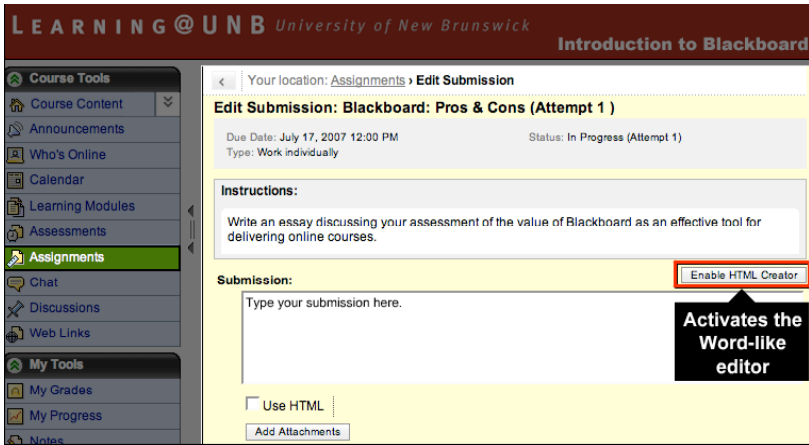 LEARNING@UNB University of New Brunswick
Introduction to Blackboard
Course Tools
Course Content
Announcements
Who's Online
Calendar
Learning Modules
Assessments
Assignments
Chat
Discussions
Web Links
My Tools
My Grades
My Progress
Notes
Your location: Assignments › Edit Submission
Edit Submission: Blackboard: Pros & Cons (Attempt 1 )
Due Date: July 17, 2007 12:00 PM Status: In Progress (Attempt 1)
Type: Work individually
Instructions:
Write an essay discussing your assessment of the value of Blackboard as an effective tool for
delivering online courses.
Enable HTML Creator
Submission:
Type your submission here.
Activates the
Word-like
editor
Use HTML
Add Attachments